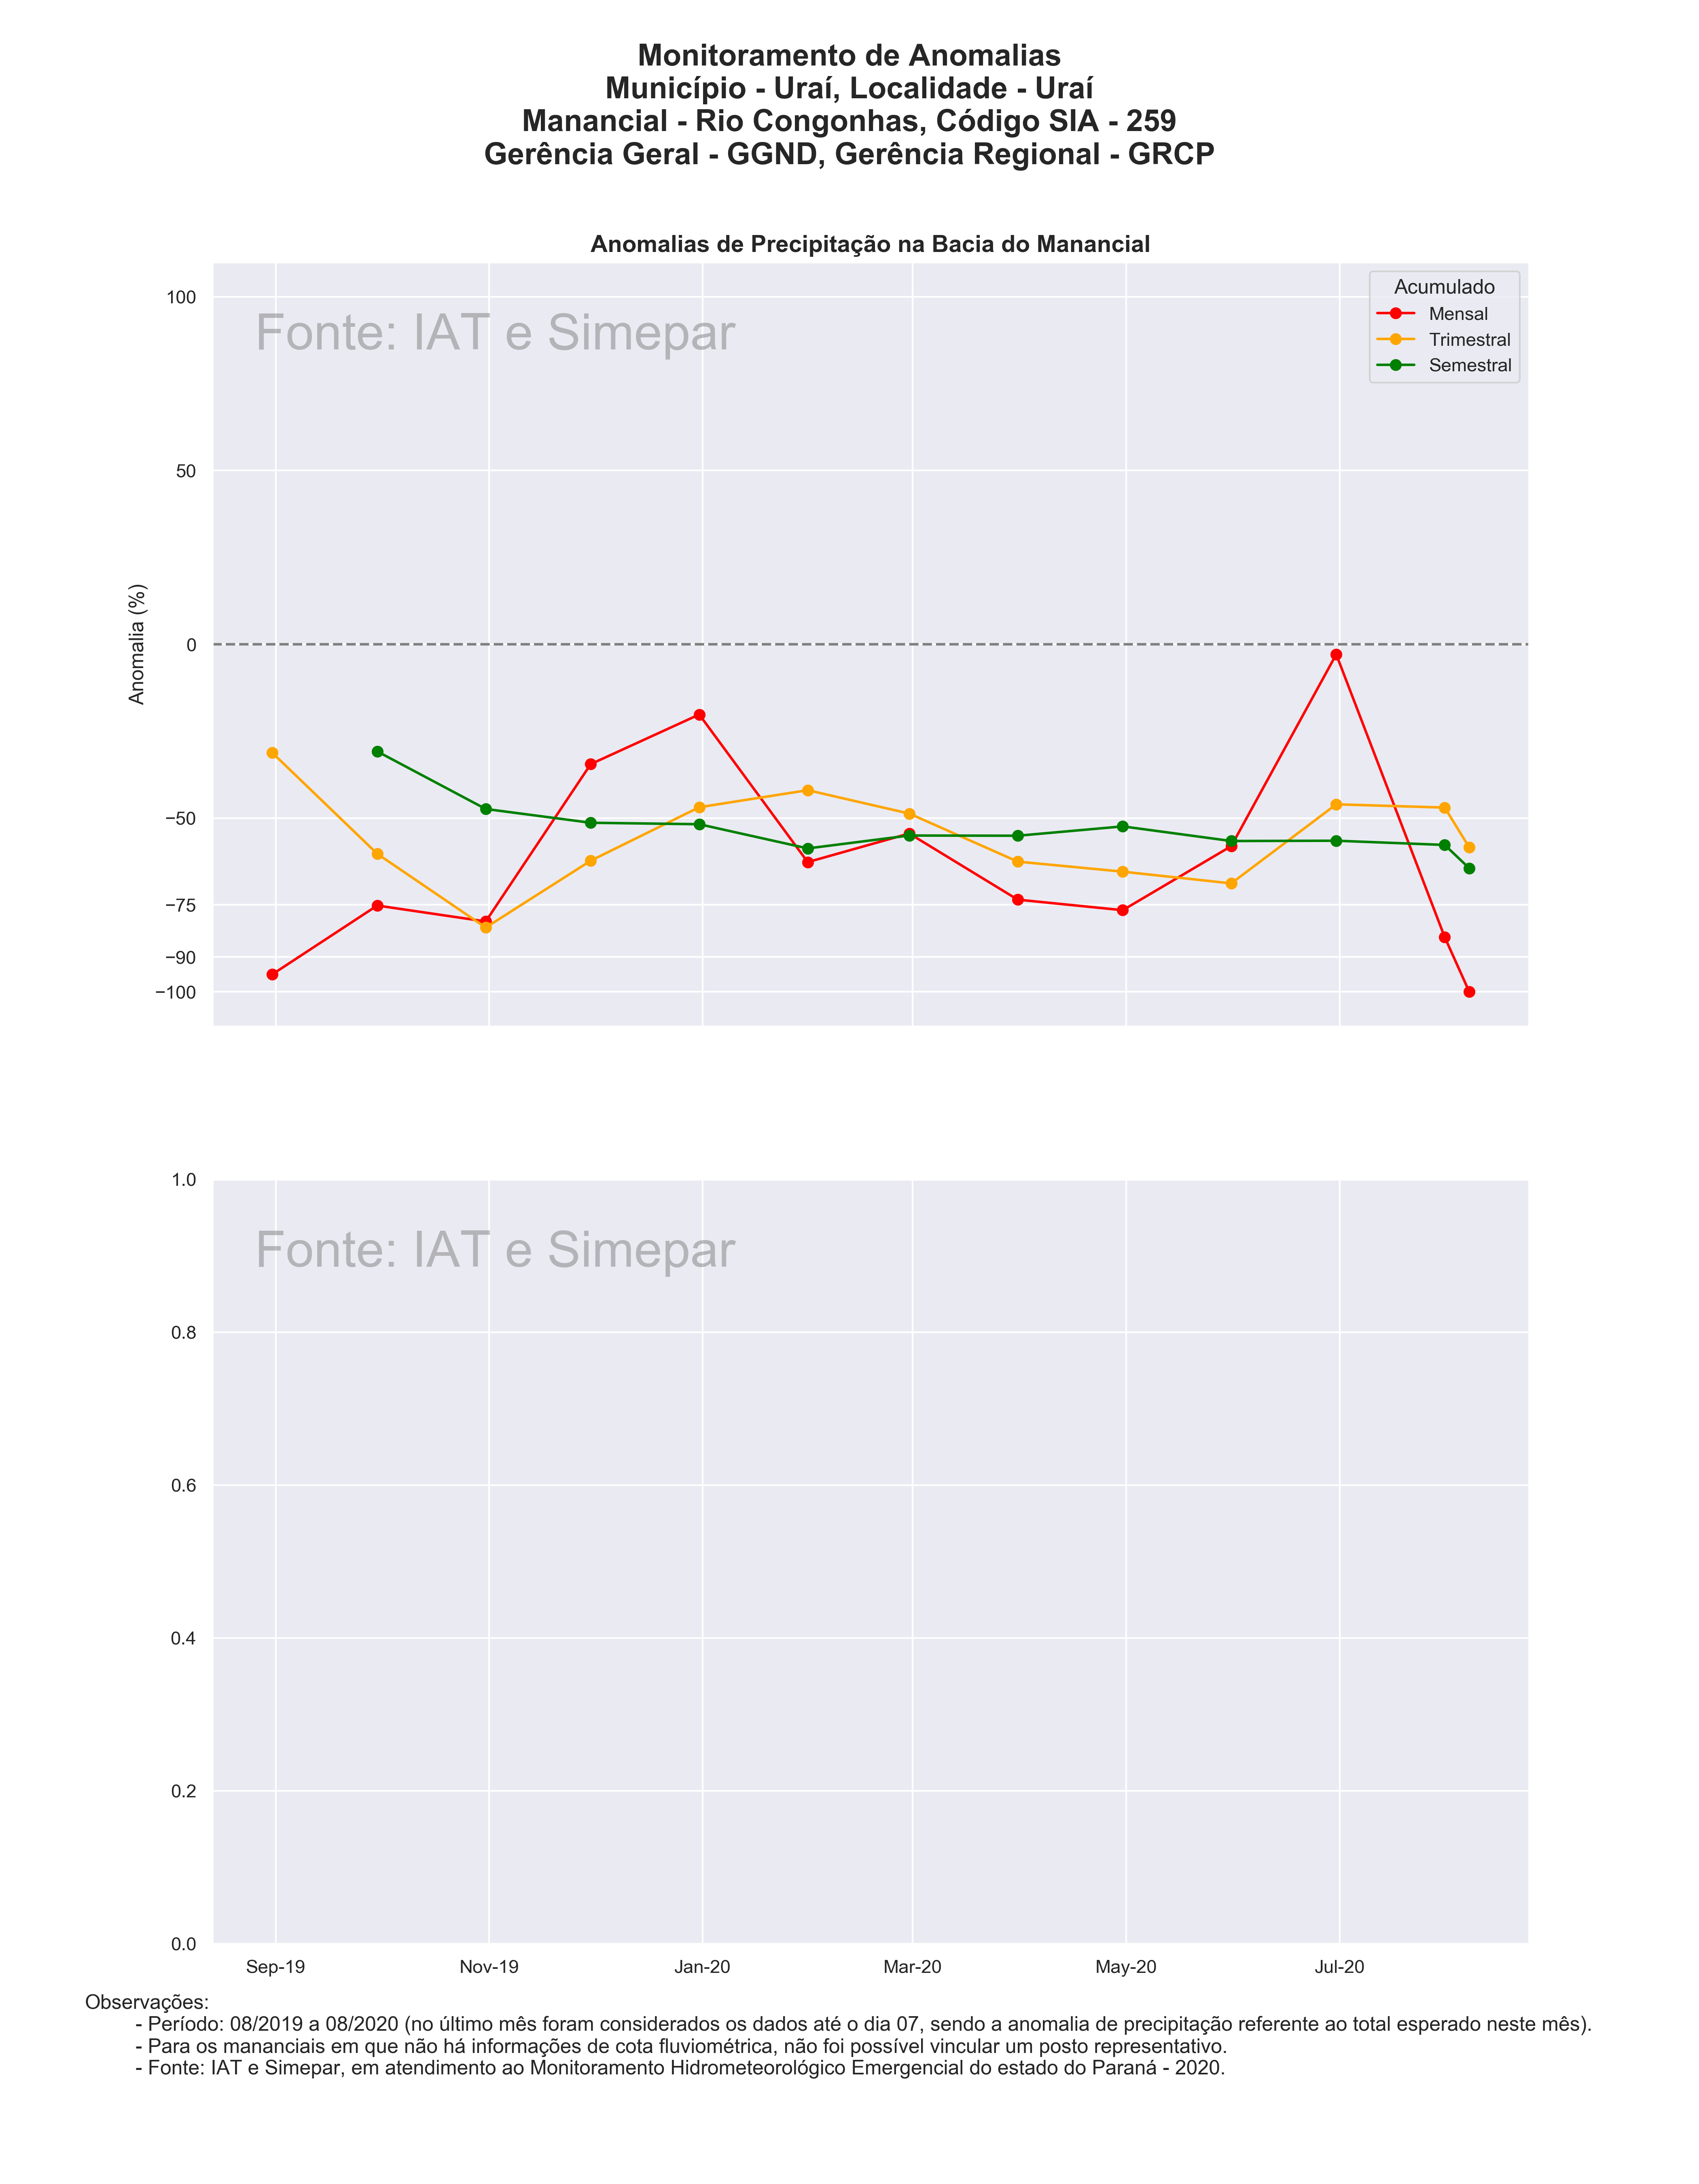 Monitoramento de Anomalias
Município - Uraí, Localidade - Uraí
Manancial - Rio Congonhas, Código SIA - 259
Gerência Geral - GGND, Gerência Regional - GRCP
Anomalias de Precipitação na Bacia do Manancial
Fonte: IAT e Simepar
Acumulado
Mensal
Trimestral
Semestral
Anomalia (%)
100
50
0
−50
−75
−90
−100
Fonte: IAT e Simepar
1.0
0.8
0.6
0.4
0.2
0.0
Sep-19 Nov-19 Jan-20 Mar-20 May-20 Jul-20
Observações:
- Período: 08/2019 a 08/2020 (no último mês foram considerados os dados até o dia 07, sendo a anomalia de precipitação referente ao total esperado neste mês).
- Para os mananciais em que não há informações de cota fluviométrica, não foi possível vincular um posto representativo.
- Fonte: IAT e Simepar, em atendimento ao Monitoramento Hidrometeorológico Emergencial do estado do Paraná - 2020.